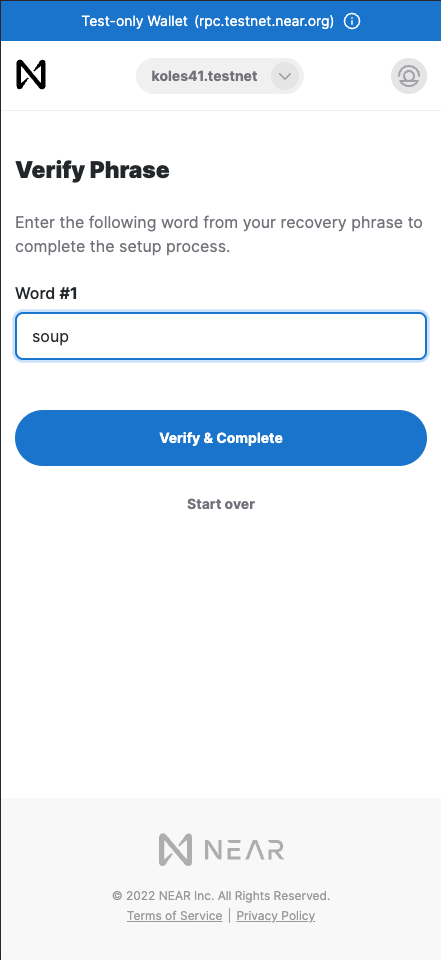 Test-only Wallet (rpc.testnet.near.org)
koles41.testnet
Verify Phrase
Enter the following word from your recovery phrase to
complete the setup process.
Word #1
soup
Verify & Complete
Start over
NEAR
© 2022 NEAR Inc. All Rights Reserved.
Terms of Service | Privacy Policy